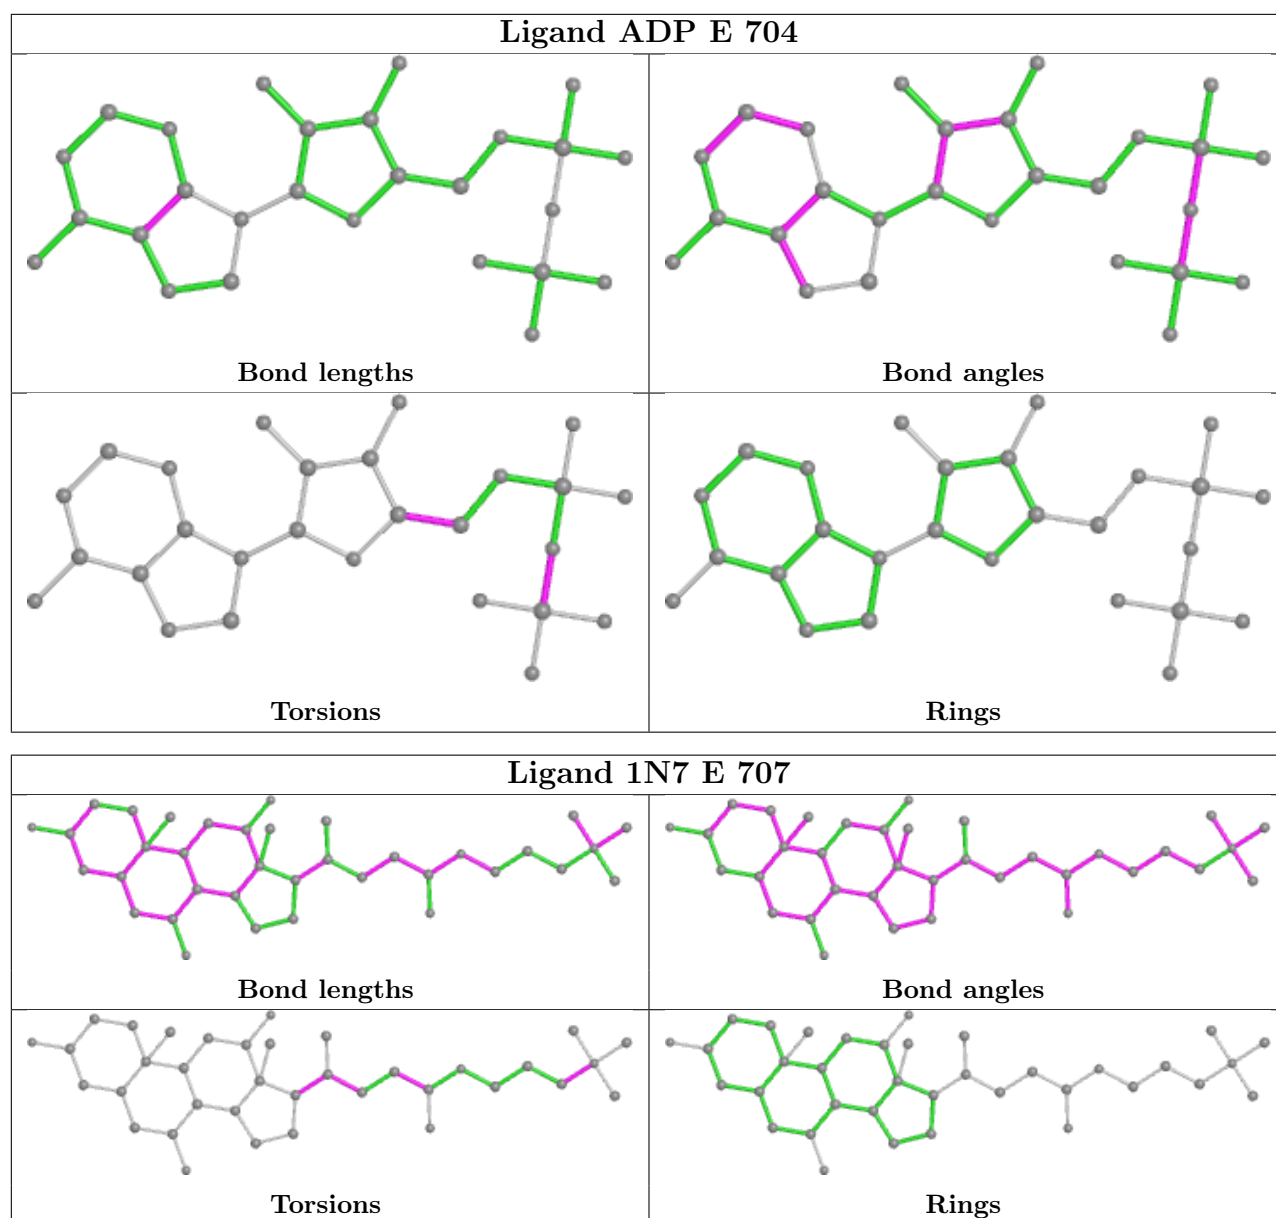 Ligand ADP E 704
Bond lengths
Bond angles
Torsions
Rings
Ligand 1N7 E 707
Bond lengths
Bond angles
Torsions
Rings